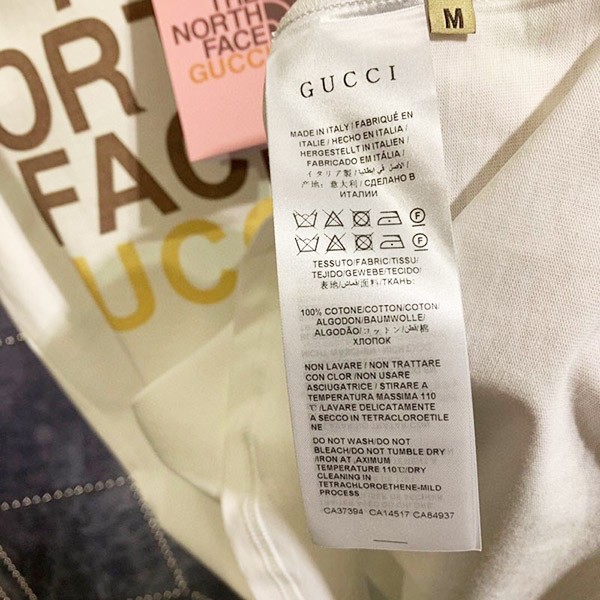 THE
NORTH
FACE
GUCCI
M
ORT
FACE
UCC
GUCCI
MADE IN ITALY / FABRIQUÉ EN
ITALIE / HECHO EN ITALIA /
HERGESTELLT IN ITALIEN /
FABRICADO EM ITÁLIA /
イタリア製 / الأصل في إيطاليا /
产地: 意大利 / СДЕЛАНО В
ИТАЛИИ
F
F
TESSUTO/FABRIC/TISSU/
TEJIDO/GEWEBE/TECIDO/
表地/قماش/面料/ТКАНЬ:
100% COTONE/COTTON/COTON/
ALGODON/BAUMWOLLE/
ALGODÃO/コットン/قطن/棉
ХЛОПОК
NON LAVARE / NON TRATTARE
CON CLOR /NON USARE
ASCIUGATRICE / STIRARE A
TEMPERATURA MASSIMA 110
℃/LAVARE DELICATAMENTE
A SECCO IN TETRACLOROETILE
NE
DO NOT WASH/DO NOT
BLEACH/DO NOT TUMBLE DRY
/IRON AT ,AXIMUM
TEMPERATURE 110℃/DRY
CLEANING IN
TETRACHLOROETHENE-MILD
PROCESS
CA37394 CA14517 CA84937